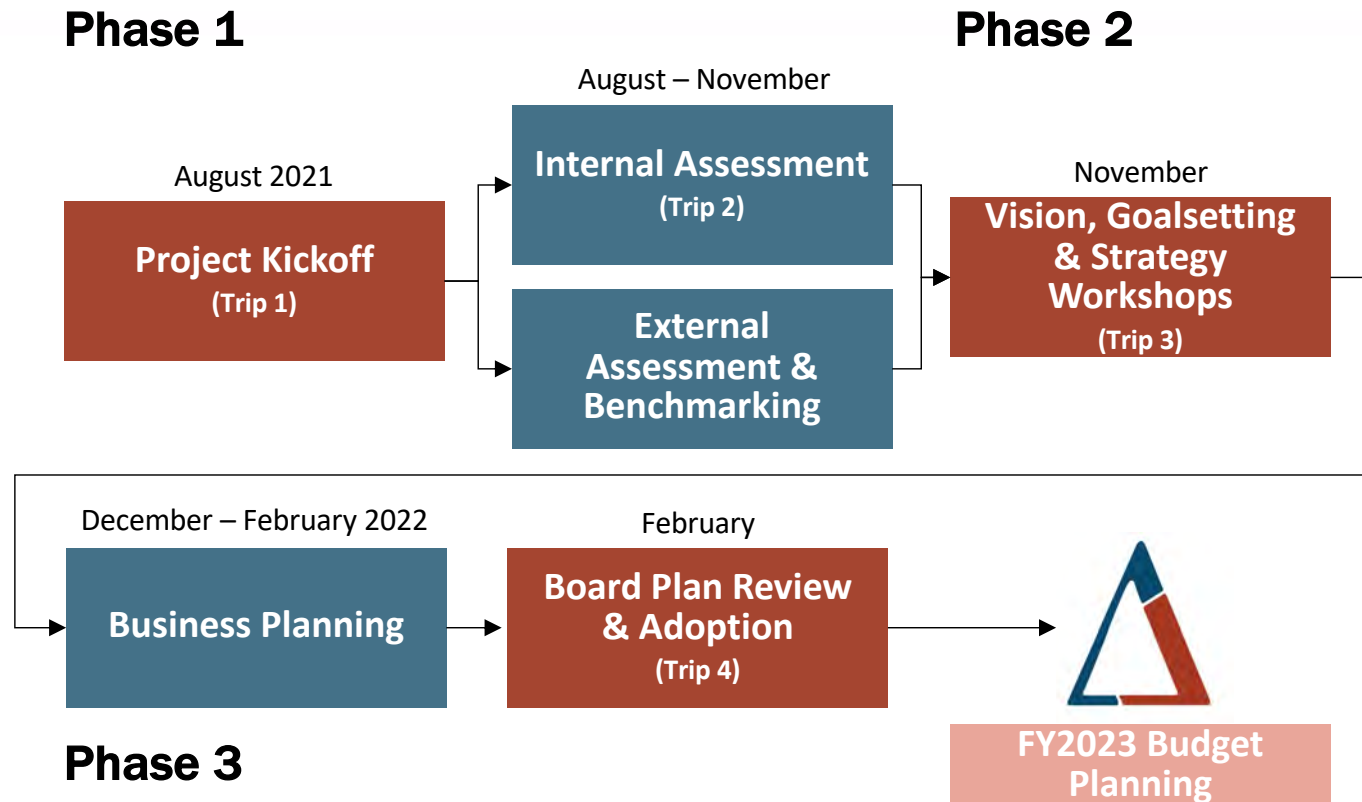 Phase 1
Phase 2
August 2021
Project Kickoff
(Trip 1)
August – November
Internal Assessment
(Trip 2)
External
Assessment &
Benchmarking
November
Vision, Goalsetting
& Strategy
Workshops
(Trip 3)
December – February 2022
Business Planning
February
Board Plan Review
& Adoption
(Trip 4)
FY2023 Budget
Planning
Phase 3